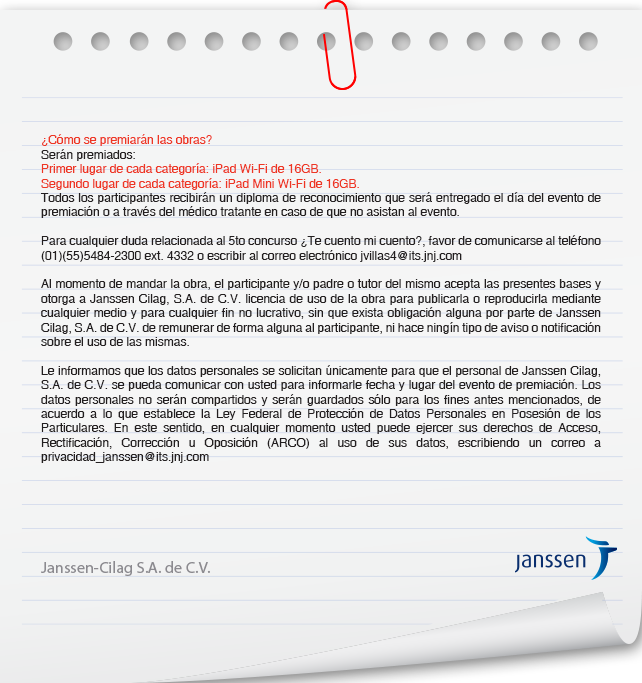 ¿Cómo se premiarán las obras?
Serán premiados:
Primer lugar de cada categoría: iPad Wi-Fi de 16GB.
Segundo lugar de cada categoría: iPad Mini Wi-Fi de 16GB.
Todos los participantes recibirán un diploma de reconocimiento que será entregado el día del evento de
premiación o a través del médico tratante en caso de que no asistan al evento.
Para cualquier duda relacionada al 5to concurso ¿Te cuento mi cuento?, favor de comunicarse al teléfono
(01)(55)5484-2300 ext. 4332 o escribir al correo electrónico jvillas4@its.jnj.com
Al momento de mandar la obra, el participante y/o padre o tutor del mismo acepta las presentes bases y
otorga a Janssen Cilag, S.A. de C.V. licencia de uso de la obra para publicarla o reproducirla mediante
cualquier medio y para cualquier fin no lucrativo, sin que exista obligación alguna por parte de Janssen
Cilag, S.A. de C.V. de remunerar de forma alguna al participante, ni hace ningín tipo de aviso o notificación
sobre el uso de las mismas.
Le informamos que los datos personales se solicitan únicamente para que el personal de Janssen Cilag,
S.A. de C.V. se pueda comunicar con usted para informarle fecha y lugar del evento de premiación. Los
datos personales no serán compartidos y serán guardados sólo para los fines antes mencionados, de
acuerdo a lo que establece la Ley Federal de Protección de Datos Personales en Posesión de los
Particulares. En este sentido, en cualquier momento usted puede ejercer sus derechos de Acceso,
Rectificación, Corrección u Oposición (ARCO) al uso de sus datos, escribiendo un correo a
privacidad_janssen@its.jnj.com
Janssen-Cilag S.A. de C.V.
janssen